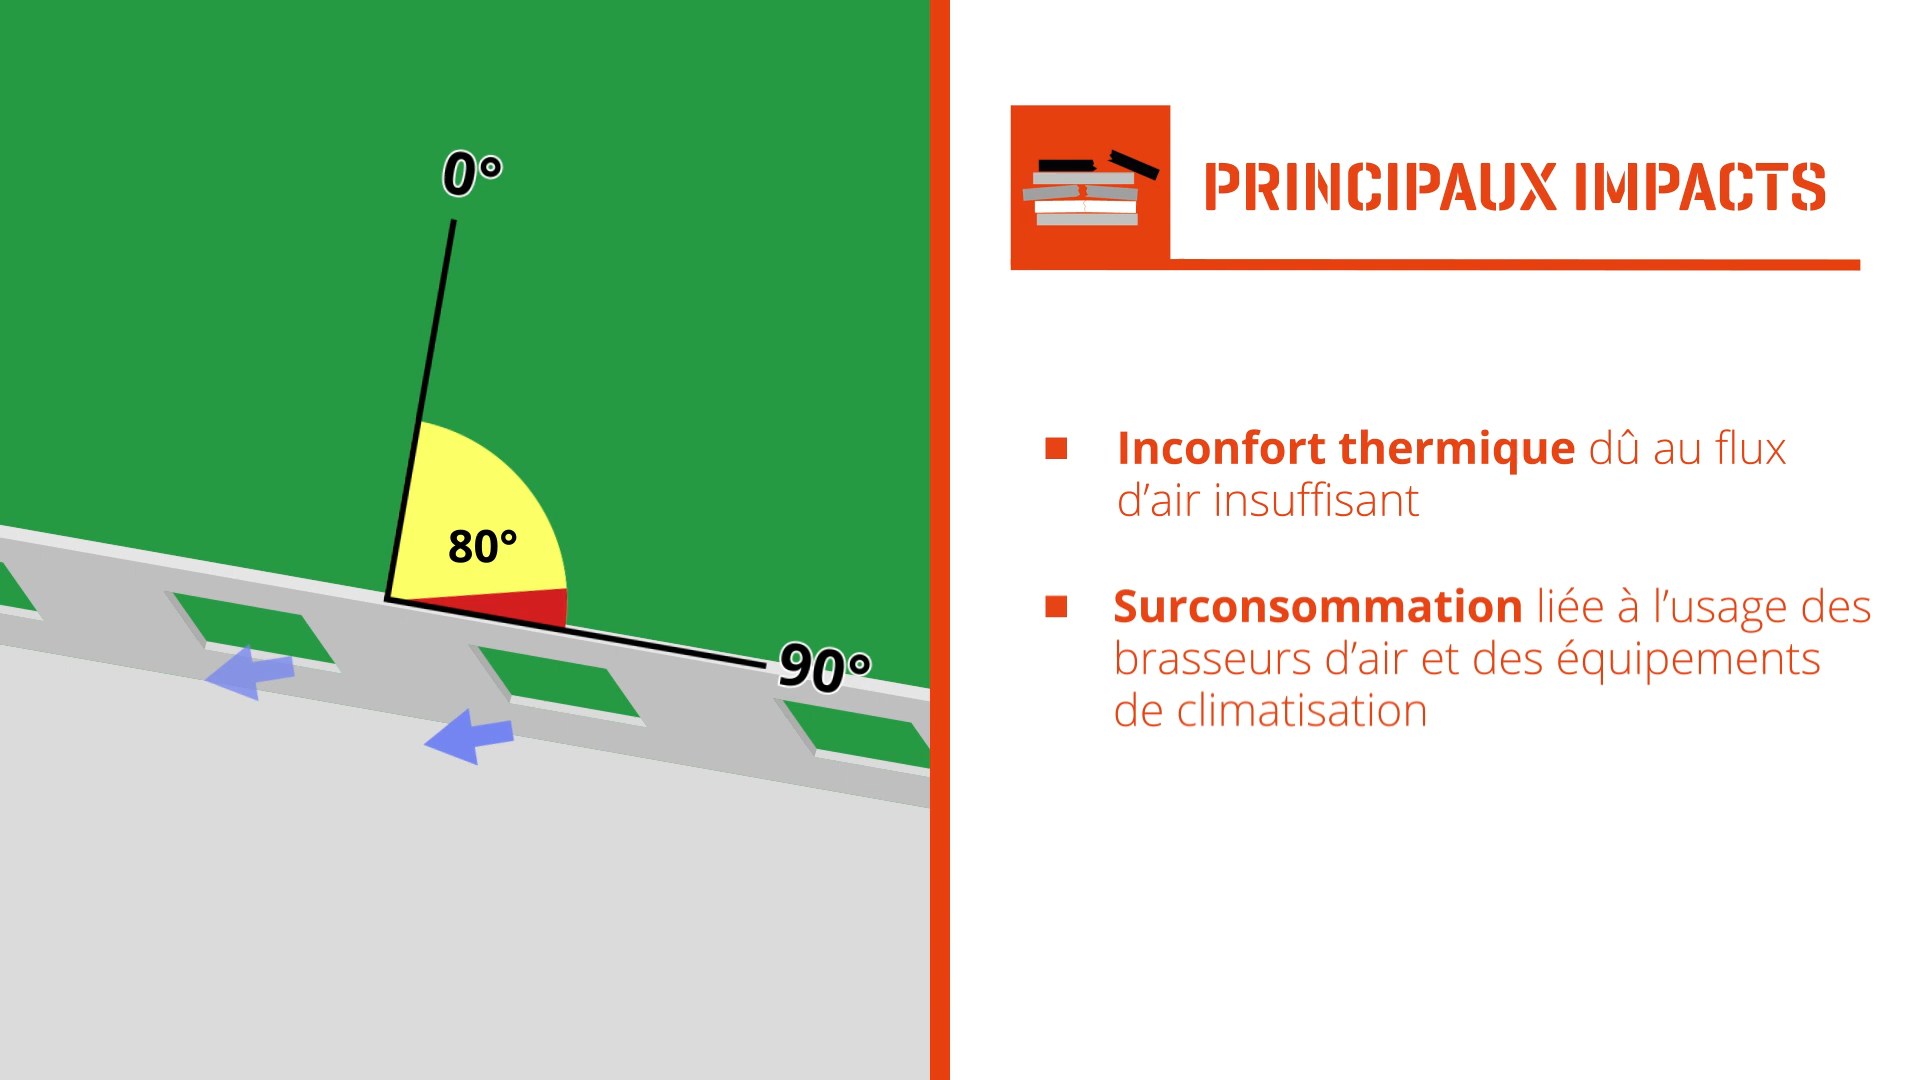 0°
80°
90°
PRINCIPAUX IMPACTS
Inconfort thermique dû au flux
d’air insuffisant
Surconsommation liée à l’usage des
brasseurs d’air et des équipements
de climatisation